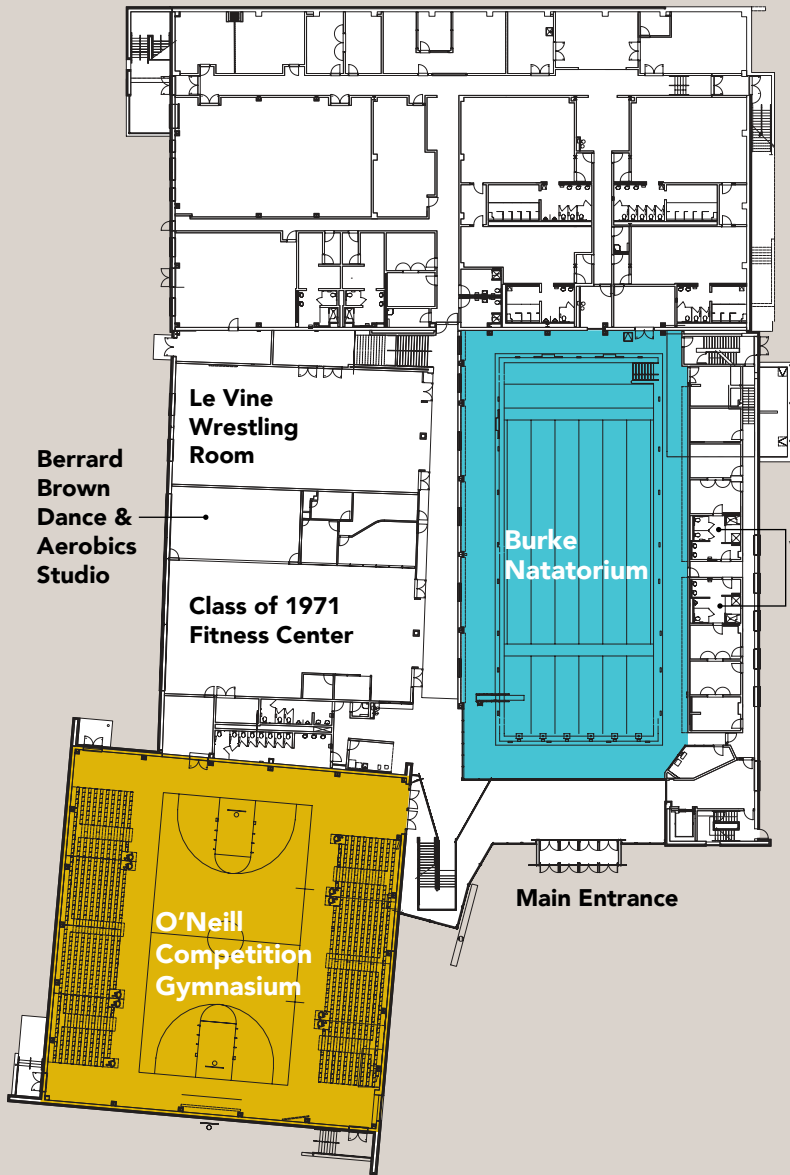 Le Vine
Wrestling
Room
Berrard
Brown
Dance &
Aerobics
Studio
Burke
Natatorium
Class of 1971
Fitness Center
Main Entrance
O’Neill
Competition
Gymnasium